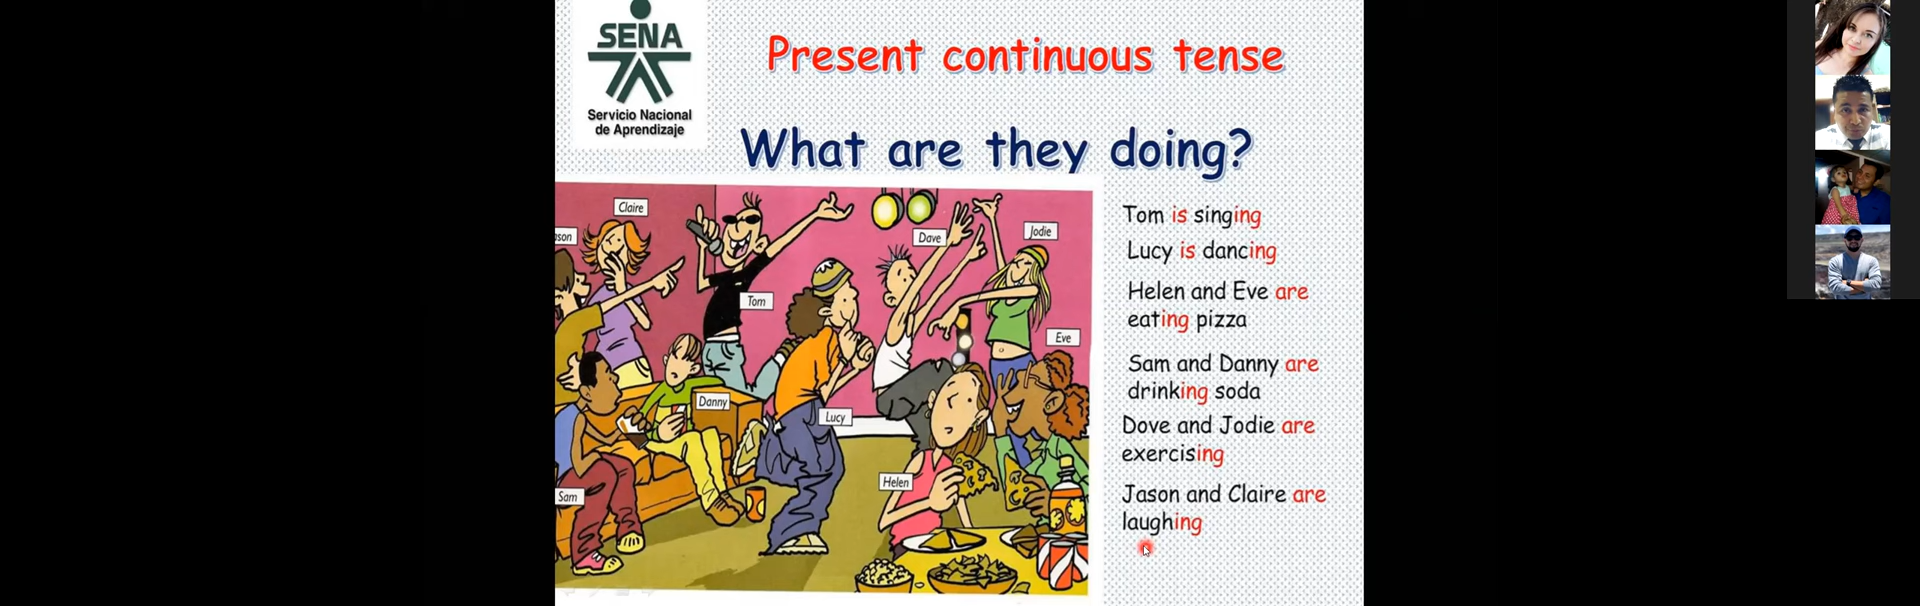 SENA
Servicio Nacional
de Aprendizaje
Present continuous tense
What are they doing?
Claire
ason
Tom
Dave
Jodie
Eve
Danny
Lucy
Helen
Sam
Tom is singing
Lucy is dancing
Helen and Eve are
eating pizza
Sam and Danny are
drinking soda
Dove and Jodie are
exercising
Jason and Claire are
laughing